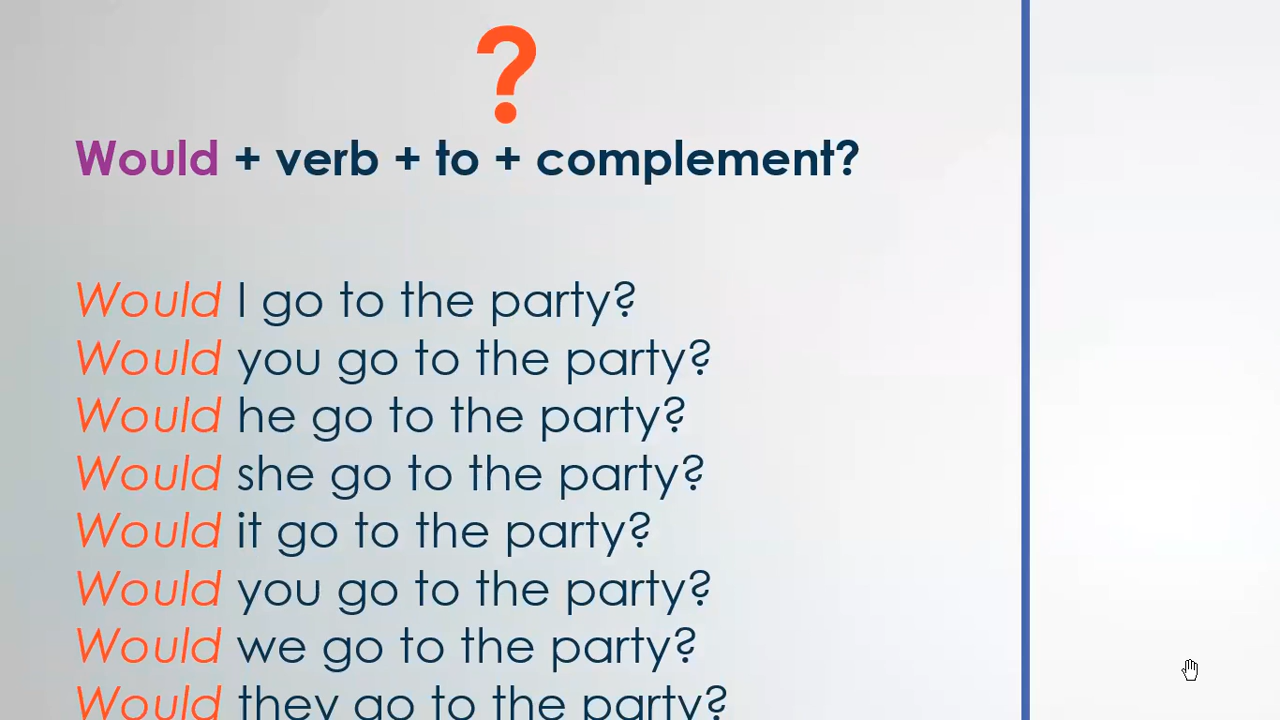 ?
Would + verb + to + complement?
Would I go to the party?
Would you go to the party?
Would he go to the party?
Would she go to the party?
Would it go to the party?
Would you go to the party?
Would we go to the party?
Would they go to the party?